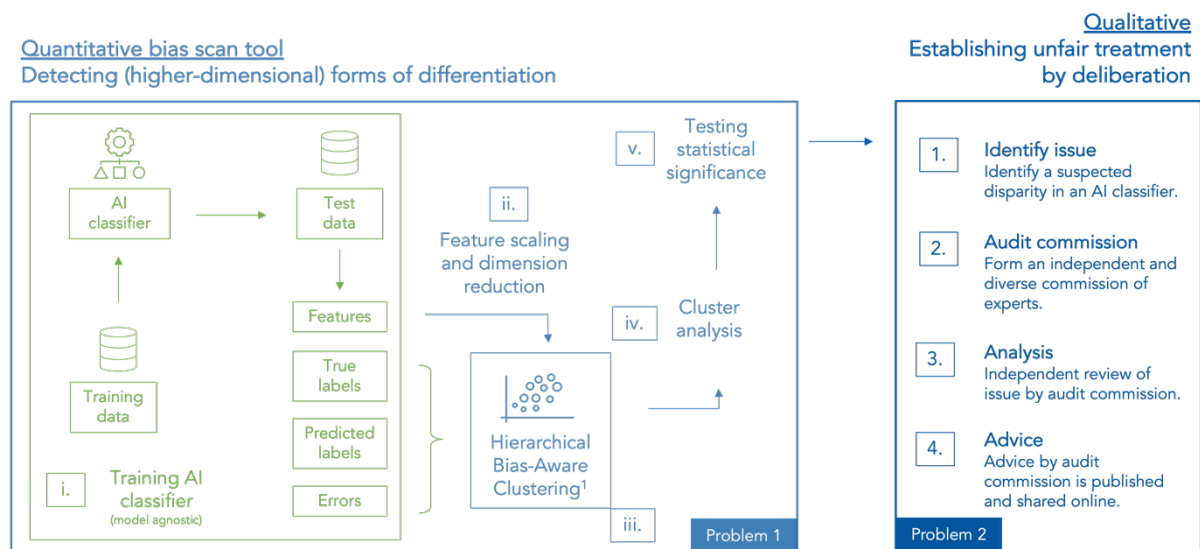 Quantitative bias scan tool
Detecting (higher-dimensional) forms of differentiation
Qualitative
Establishing unfair treatment
by deliberation
AI
classifier
Test
data
Training
data
Features
True
labels
Predicted
labels
Errors
i.
Training AI
classifier
(model agnostic)
ii.
Feature scaling
and dimension
reduction
Hierarchical
Bias-Aware
Clustering¹
iii.
iv.
Cluster
analysis
v.
Testing
statistical
significance
Problem 1
1.
Identify issue
Identify a suspected
disparity in an AI classifier.
2.
Audit commission
Form an independent and
diverse commission of
experts.
3.
Analysis
Independent review of
issue by audit commission.
4.
Advice
Advice by audit
commission is published
and shared online.
Problem 2